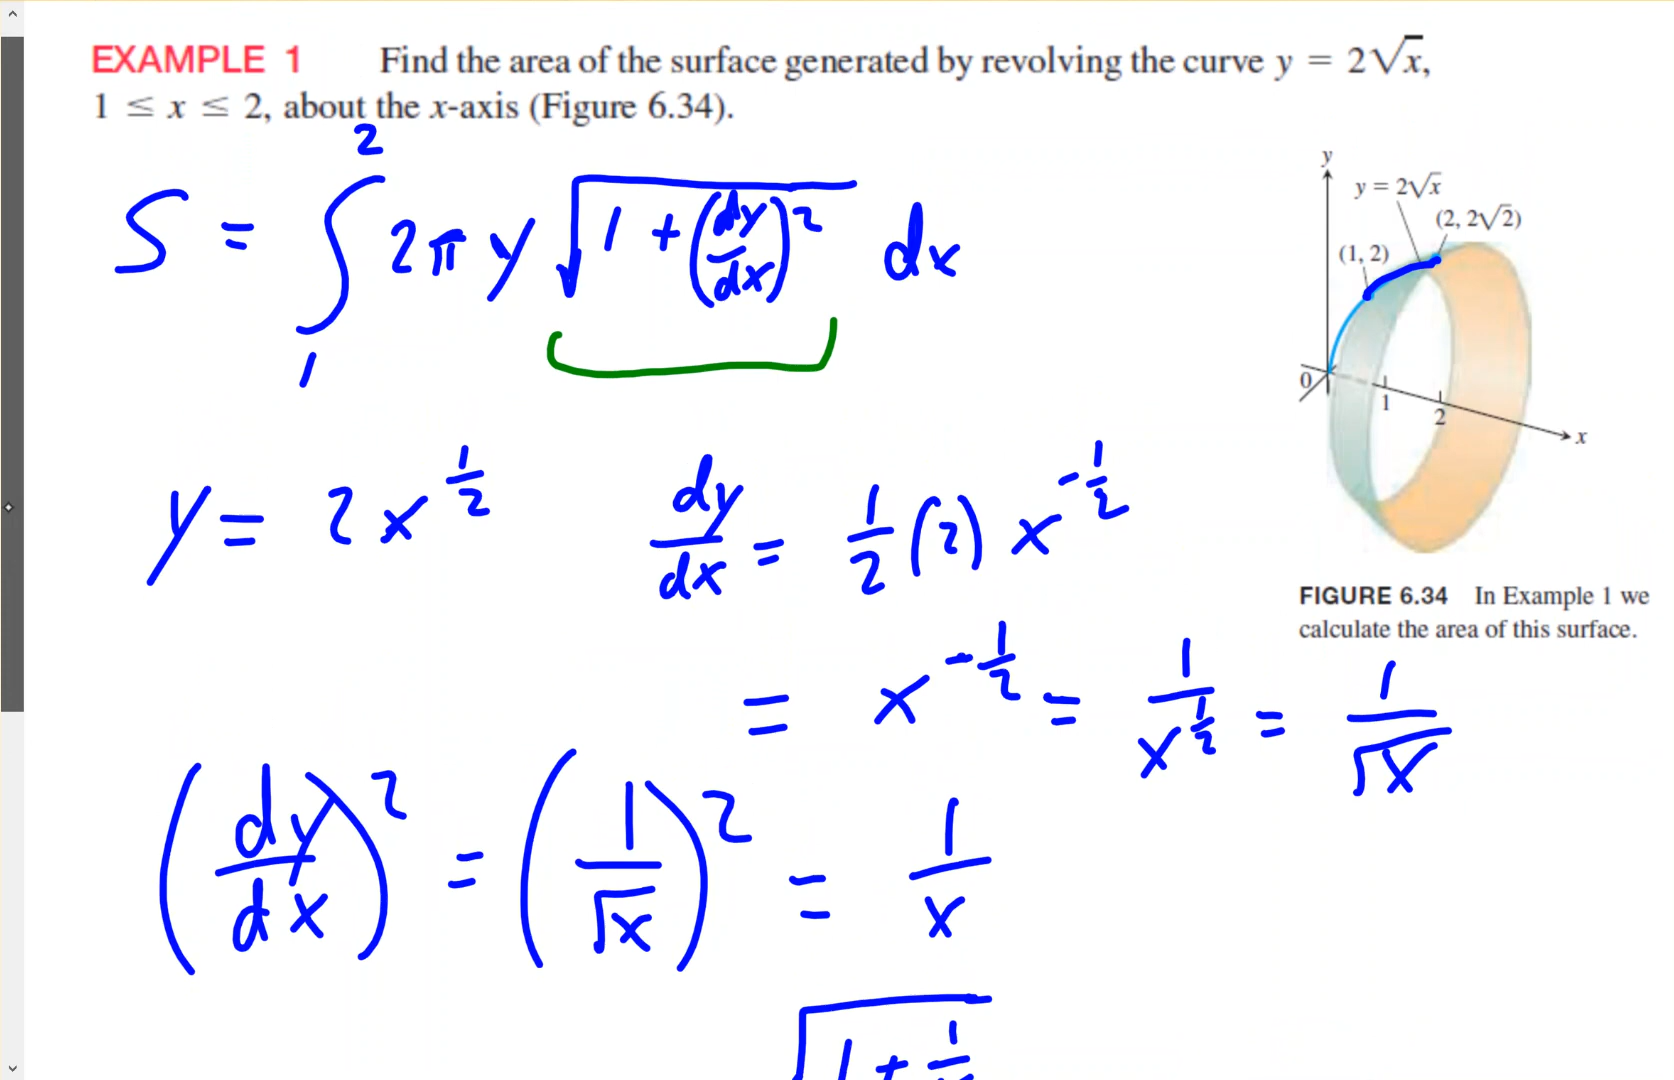 EXAMPLE 1 Find the area of the surface generated by revolving the curve y = 2√x,
1 ≤ x ≤ 2, about the x-axis (Figure 6.34).
S = ∫₁² 2π y √(1 + (dy/dx)²) dx
y
y = 2√x
(2, 2√2)
(1, 2)
0
1
2
x
y = 2x^(1/2) dy/dx = 1/2 (2) x^(-1/2)
FIGURE 6.34 In Example 1 we
calculate the area of this surface.
= x^(-1/2) = 1/x^(1/2) = 1/√x
(dy/dx)² = (1/√x)² = 1/x
√(1 + 1/